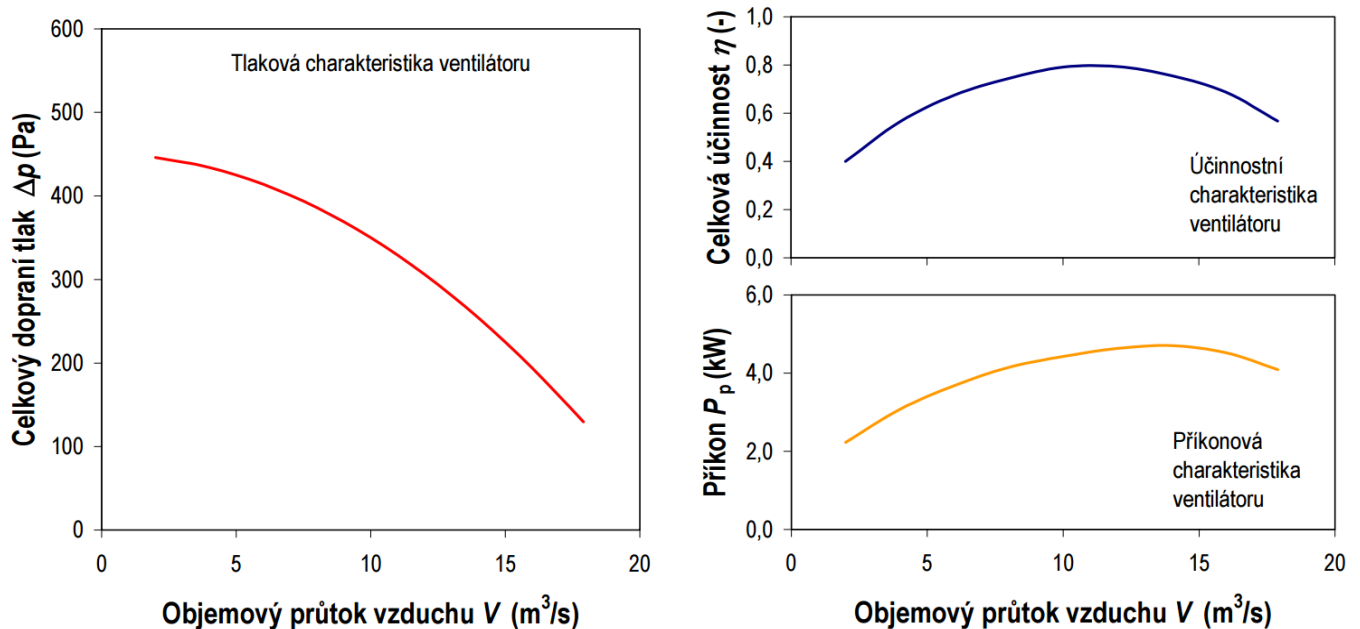 Tlaková charakteristika ventilátoru
Celkový dopraní tlak Δp (Pa)
600
500
400
300
200
100
0
0 5 10 15 20
Objemový průtok vzduchu V (m³/s)
Celková účinnost η (-)
1,0
0,8
0,6
0,4
0,2
0,0
Účinnostní
charakteristika
ventilátoru
Příkon Pp (kW)
6,0
4,0
2,0
0,0
Příkonová
charakteristika
ventilátoru
0 5 10 15 20
Objemový průtok vzduchu V (m³/s)